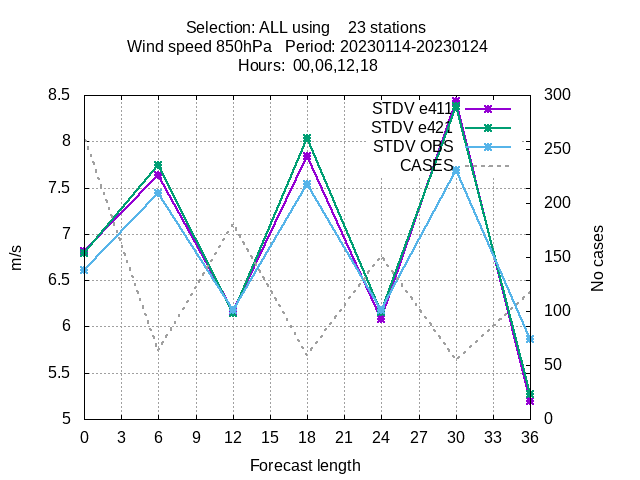 Selection: ALL using    23 stations
Wind speed 850hPa   Period: 20230114-20230124
Hours:  00,06,12,18
STDV e411
STDV e421
STDV OBS
CASES
8.5
8
7.5
7
6.5
6
5.5
5
m/s
300
250
200
150
100
50
0
No cases
0 3 6 9 12 15 18 21 24 27 30 33 36
Forecast length